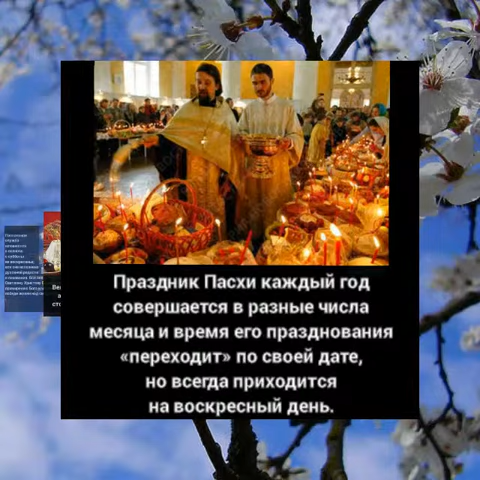 Праздник Пасхи каждый год
совершается в разные числа
месяца и время его празднования
«переходит» по своей дате,
но всегда приходится
на воскресный день.